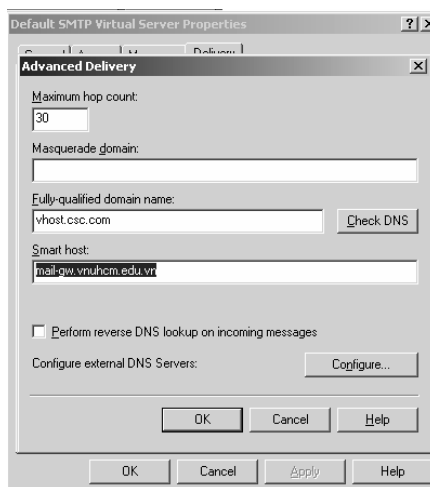 Default SMTP Virtual Server Properties
Delivery
Advanced Delivery
Maximum hop count:
30
Masquerade domain:
Fully-qualified domain name:
vhost.csc.com
Check DNS
Smart host:
mail-gw.vnuhcm.edu.vn
Perform reverse DNS lookup on incoming messages
Configure external DNS Servers:
Configure...
OK
Cancel
Help
OK
Cancel
Apply
Help